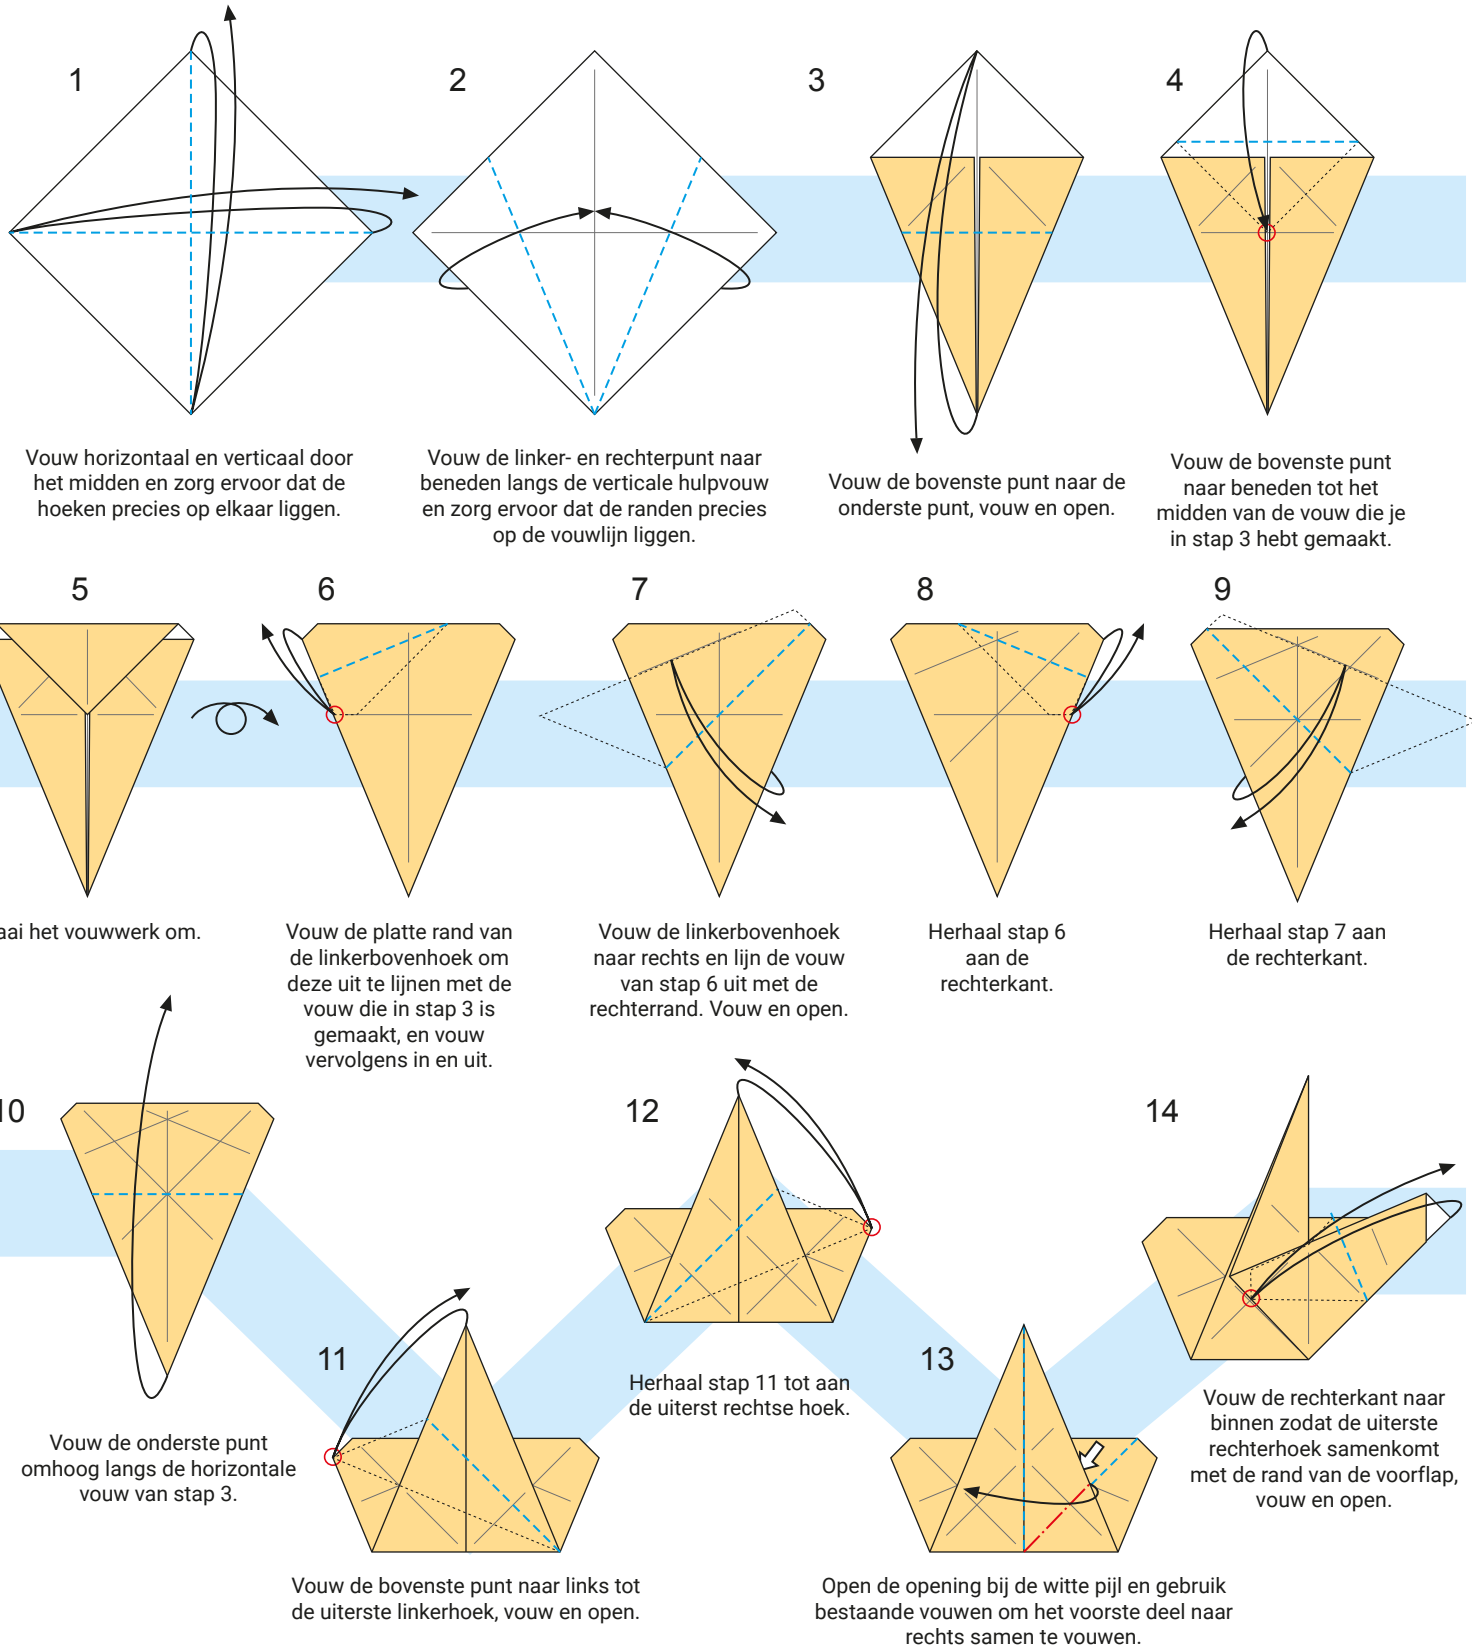 1
2
3
4
Vouw horizontaal en verticaal door
het midden en zorg ervoor dat de
hoeken precies op elkaar liggen.
Vouw de linker- en rechterpunt naar
beneden langs de verticale hulpvouw
en zorg ervoor dat de randen precies
op de vouwlijn liggen.
Vouw de bovenste punt naar de
onderste punt, vouw en open.
Vouw de bovenste punt
naar beneden tot het
midden van de vouw die je
in stap 3 hebt gemaakt.
5
6
7
8
9
aai het vouwwerk om.
Vouw de platte rand van
de linkerbovenhoek om
deze uit te lijnen met de
vouw die in stap 3 is
gemaakt, en vouw
vervolgens in en uit.
Vouw de linkerbovenhoek
naar rechts en lijn de vouw
van stap 6 uit met de
rechterrand. Vouw en open.
Herhaal stap 6
aan de
rechterkant.
Herhaal stap 7 aan
de rechterkant.
10
Vouw de onderste punt
omhoog langs de horizontale
vouw van stap 3.
11
Vouw de bovenste punt naar links tot
de uiterste linkerhoek, vouw en open.
12
Herhaal stap 11 tot aan
de uiterst rechtse hoek.
13
Open de opening bij de witte pijl en gebruik
bestaande vouwen om het voorste deel naar
rechts samen te vouwen.
14
Vouw de rechterkant naar
binnen zodat de uiterste
rechterhoek samenkomt
met de rand van de voorflap,
vouw en open.